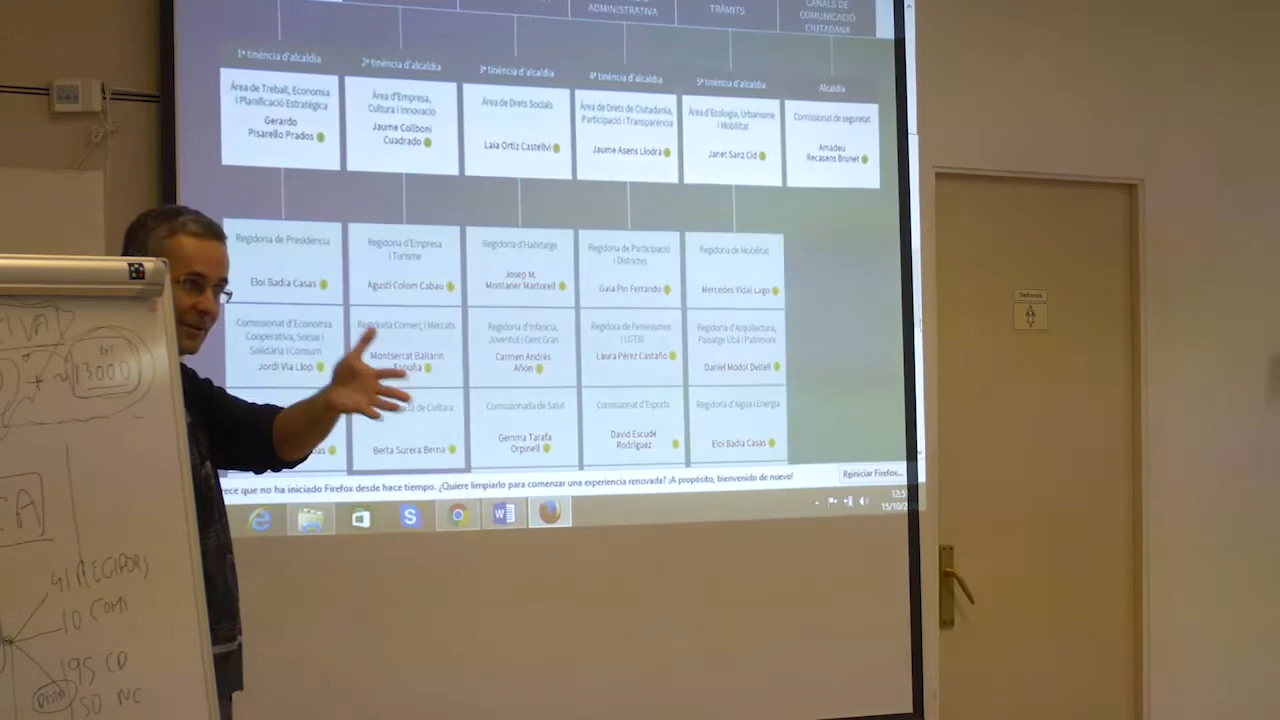 ADMINISTRATIVA
TRÀMITS
CANALS DE
COMUNICACIÓ
CIUTADANA
1ª tinència d'alcaldia
2ª tinència d'alcaldia
3ª tinència d'alcaldia
4ª tinència d'alcaldia
5ª tinència d'alcaldia
Alcaldia
Àrea de Treball, Economia
i Planificació Estratègica
Gerardo
Pisarello Prados
Àrea d'Empresa,
Cultura i Innovació
Jaume Collboni
Cuadrado
Àrea de Drets Socials
Laia Ortiz Castellví
Àrea de Drets de Ciutadania,
Participació i Transparència
Jaume Asens Llodrà
Àrea d'Ecologia, Urbanisme
i Mobilitat
Janet Sanz Cid
Comissionat de seguretat
Amadeu
Recasens Brunet
Regidoria de Presidència
Eloi Badia Casas
Regidoria d'Empresa
i Turisme
Agustí Colom Cabau
Regidoria d'Habitatge
Josep M.
Montaner Martorell
Regidoria de Participació
i Districtes
Gala Pin Ferrando
Regidoria de Mobilitat
Mercedes Vidal Lago
Comissionat d'Economia
Cooperativa, Social i
Solidària i Consum
Jordi Via Llop
Regidoria Comerç i Mercats
Montserrat Ballarín
Espuña
Regidoria d'Infància,
Joventut i Gent Gran
Carmen Andrés
Añón
Regidora de Feminismes
i LGTBI
Laura Pérez Castaño
Regidoria d'Arquitectura,
Paisatge Urbà i Patrimoni
Daniel Mòdol Deltell
de Cultura
Berta Sureda Berna
Comissionada de Salut
Gemma Tarafa
Orpinell
Comissionat d'Esports
David Escudé
Rodríguez
Regidoria d'Aigua i Energia
Eloi Badia Casas
rece que no ha iniciado Firefox desde hace tiempo. ¿Quiere limpiarlo para comenzar una experiencia renovada? ¡A propósito, bienvenido de nuevo!
Reiniciar Firefox...
12:5
15/10/2
Señoras
13000
41 REGIDORS
10 COMI
195 CD
50 NC